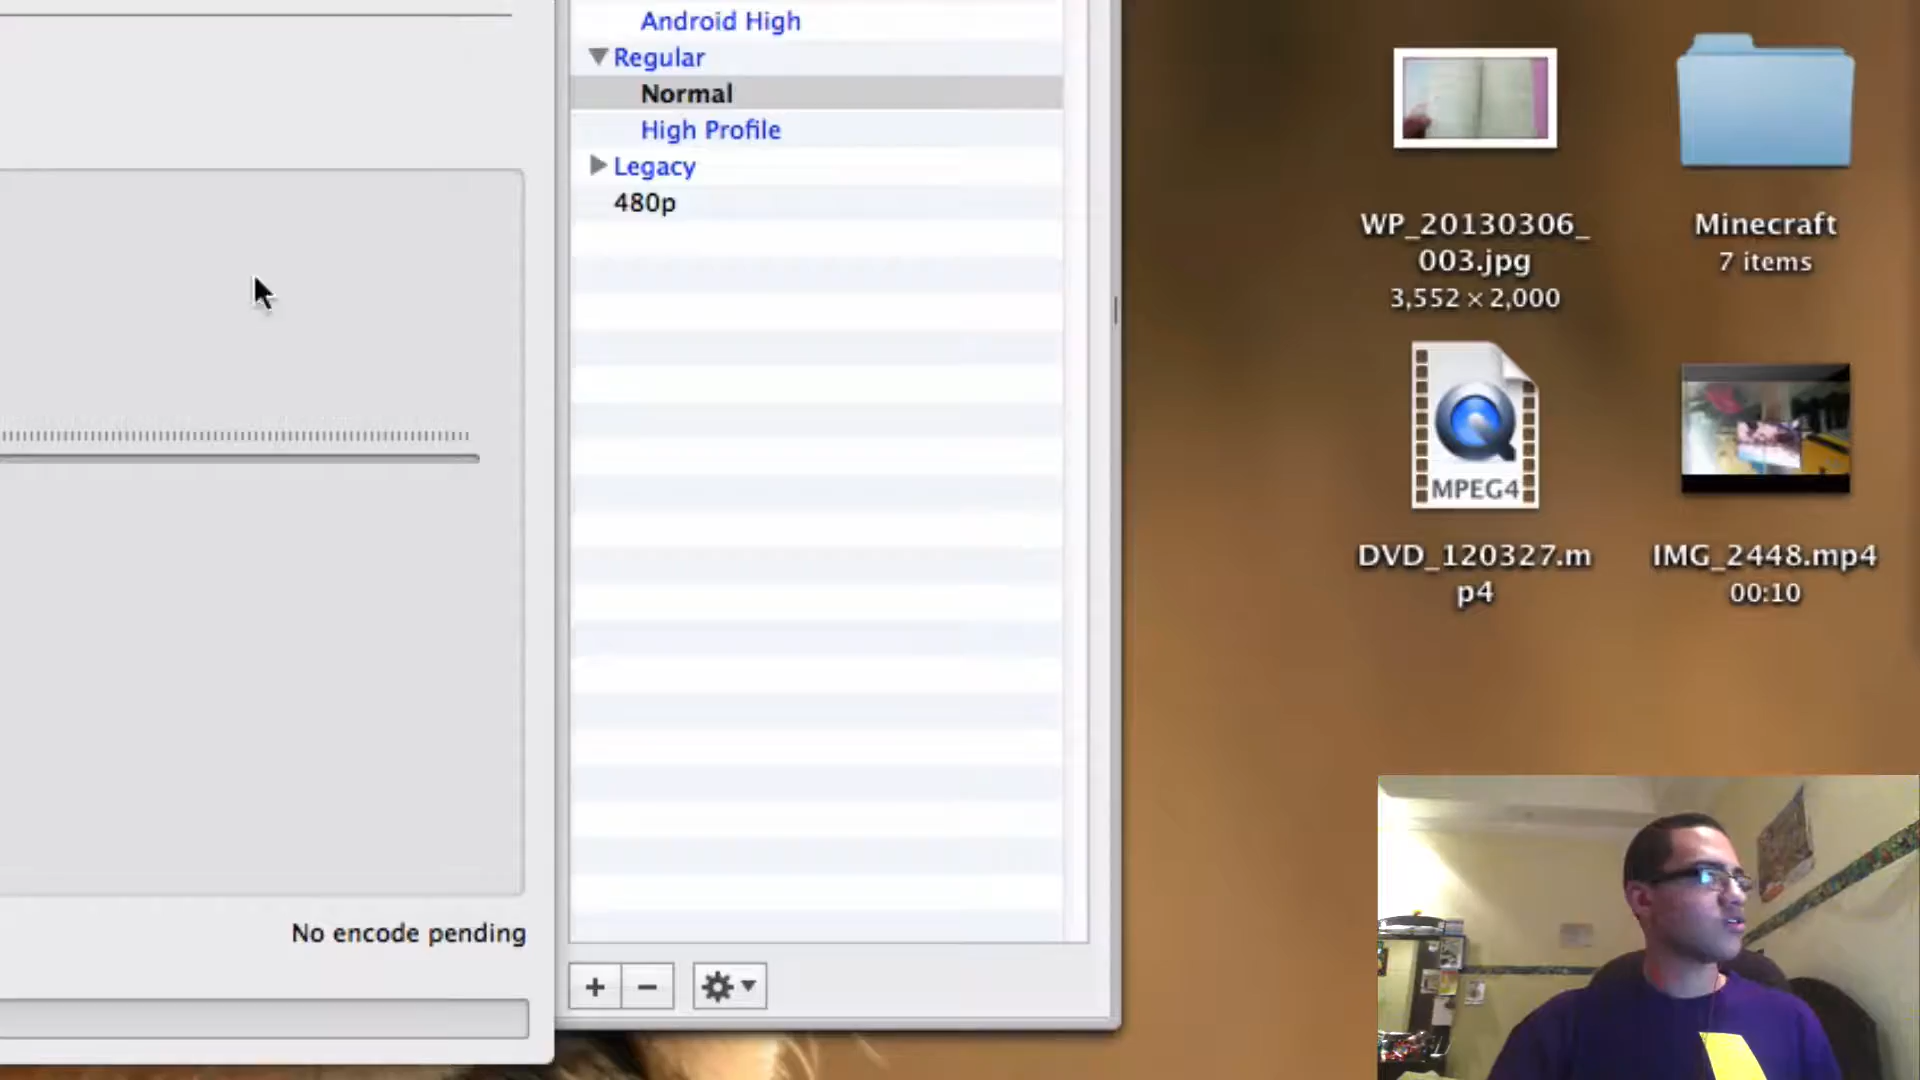 Android High
Regular
Normal
High Profile
Legacy
480p
No encode pending
WP_20130306_
003.jpg
3,552 × 2,000
Minecraft
7 items
MPEG4
DVD_120327.m
p4
IMG_2448.mp4
00:10